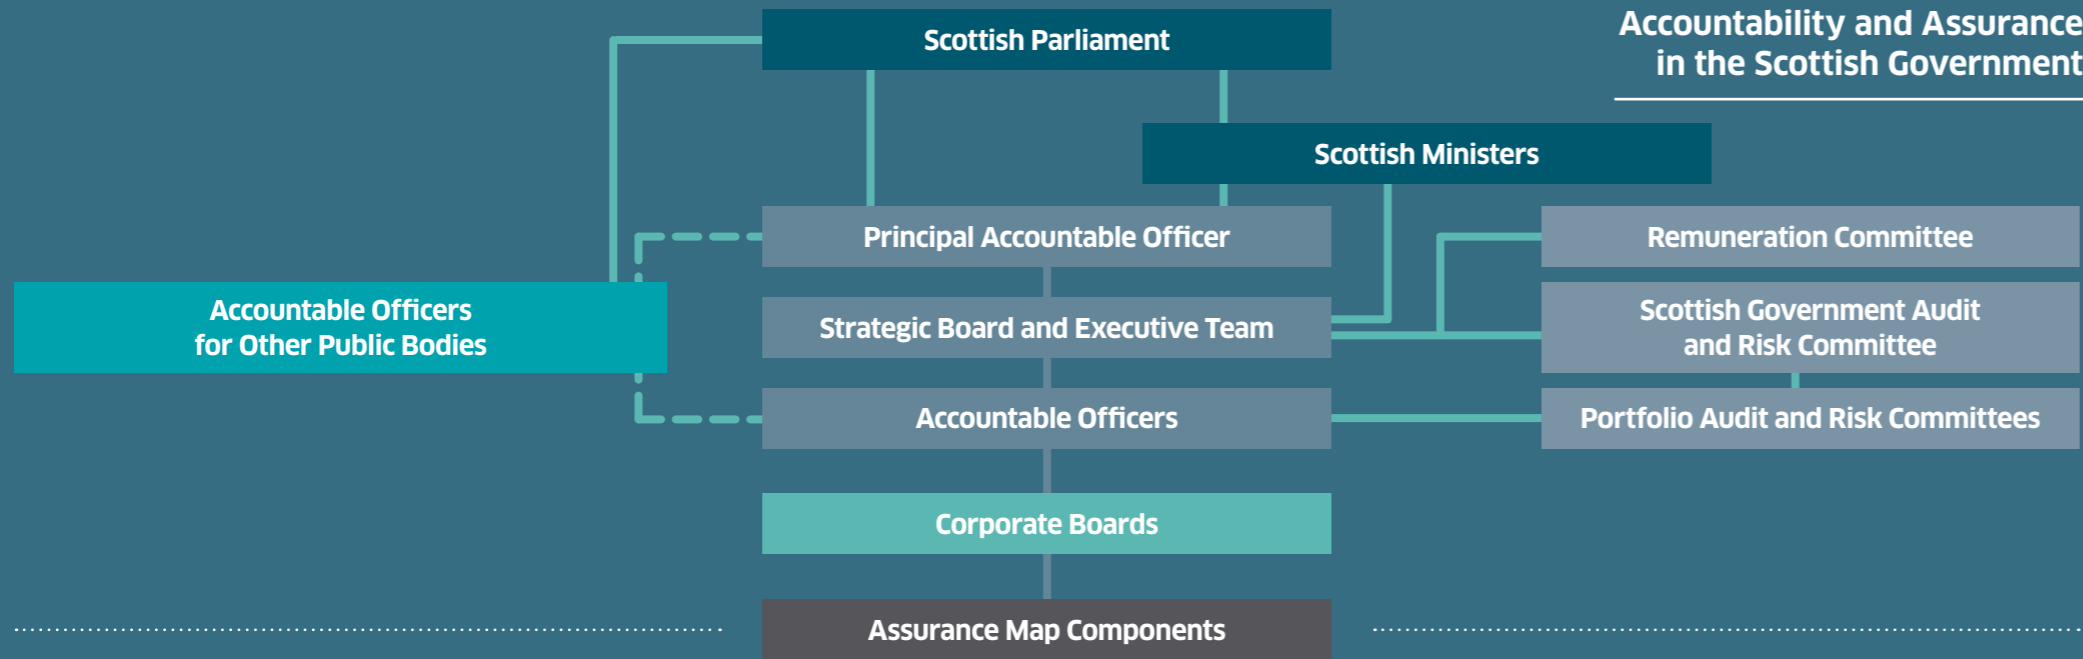 Accountability and Assurance
in the Scottish Government
Scottish Parliament
Scottish Ministers
Principal Accountable Officer
Remuneration Committee
Accountable Officers
for Other Public Bodies
Strategic Board and Executive Team
Scottish Government Audit
and Risk Committee
Accountable Officers
Portfolio Audit and Risk Committees
Corporate Boards
Assurance Map Components